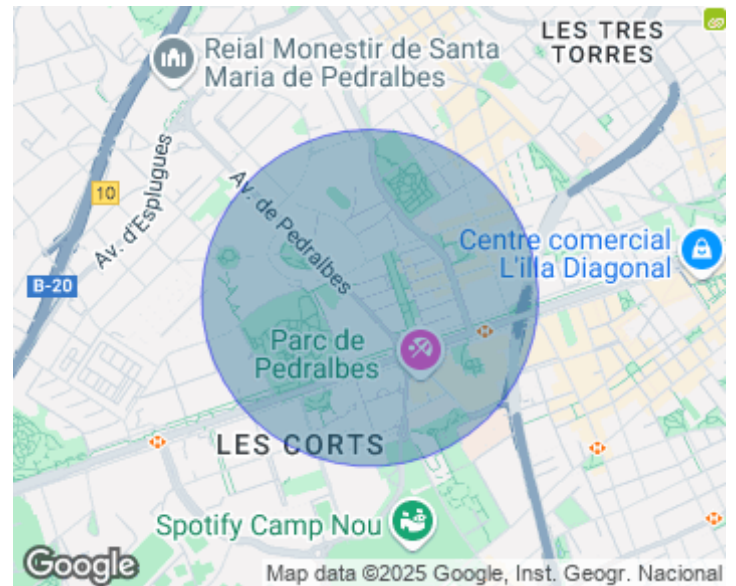 LES TRES
TORRES
Reial Monestir de Santa
Maria de Pedralbes
10
Av. d'Esplugues
Av. de Pedralbes
Centre comercial
L'illa Diagonal
B-20
Parc de
Pedralbes
LES CORTS
Spotify Camp Nou
Google
Map data ©2025 Google, Inst. Geogr. Nacional